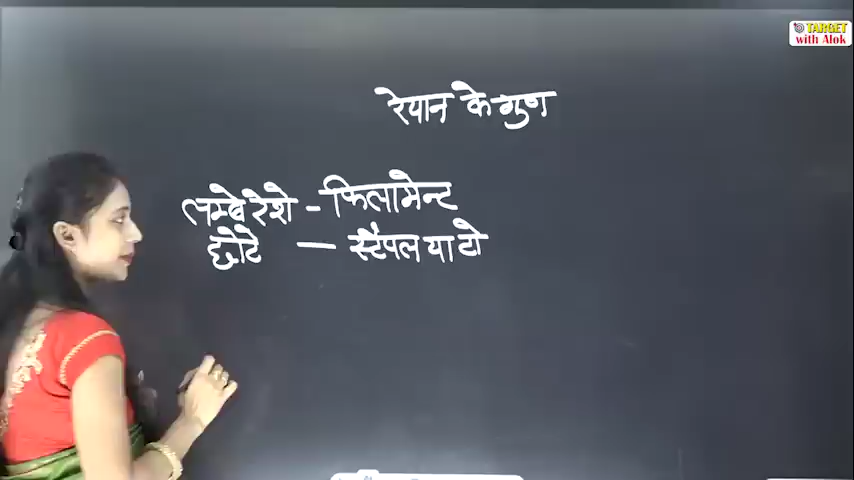 TARGET
with Alok
रेयान के गुण
लम्बे रेशे - फिलामेन्ट
छोटे — स्टैपल या टो